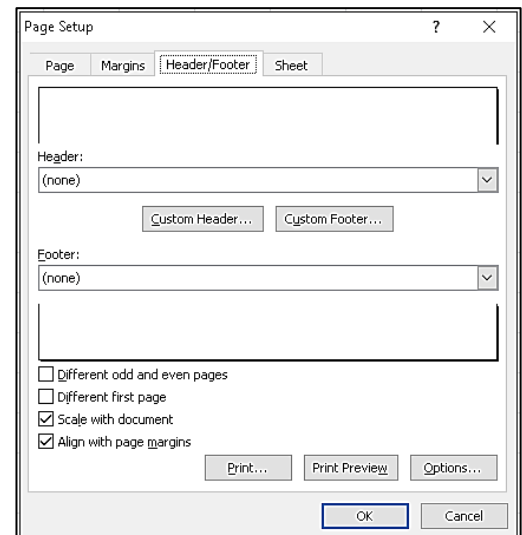 Page Setup ? ×
Page Margins Header/Footer Sheet
Header:
(none)
Custom Header... Custom Footer...
Footer:
(none)
Different odd and even pages
Different first page
Scale with document
Align with page margins
Print... Print Preview Options...
OK Cancel